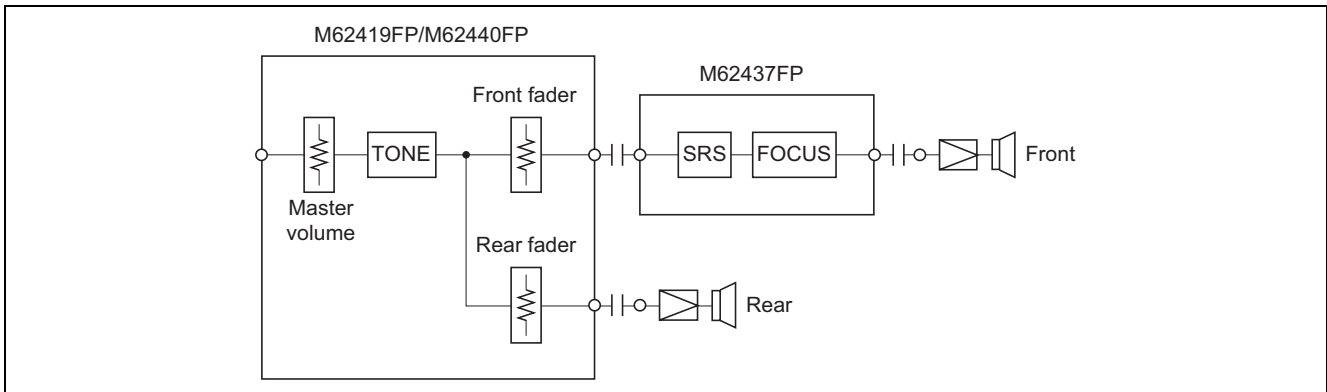 M62419FP/M62440FP
M62437FP
Front fader
TONE
SRS
FOCUS
Front
Master
volume
Rear fader
Rear